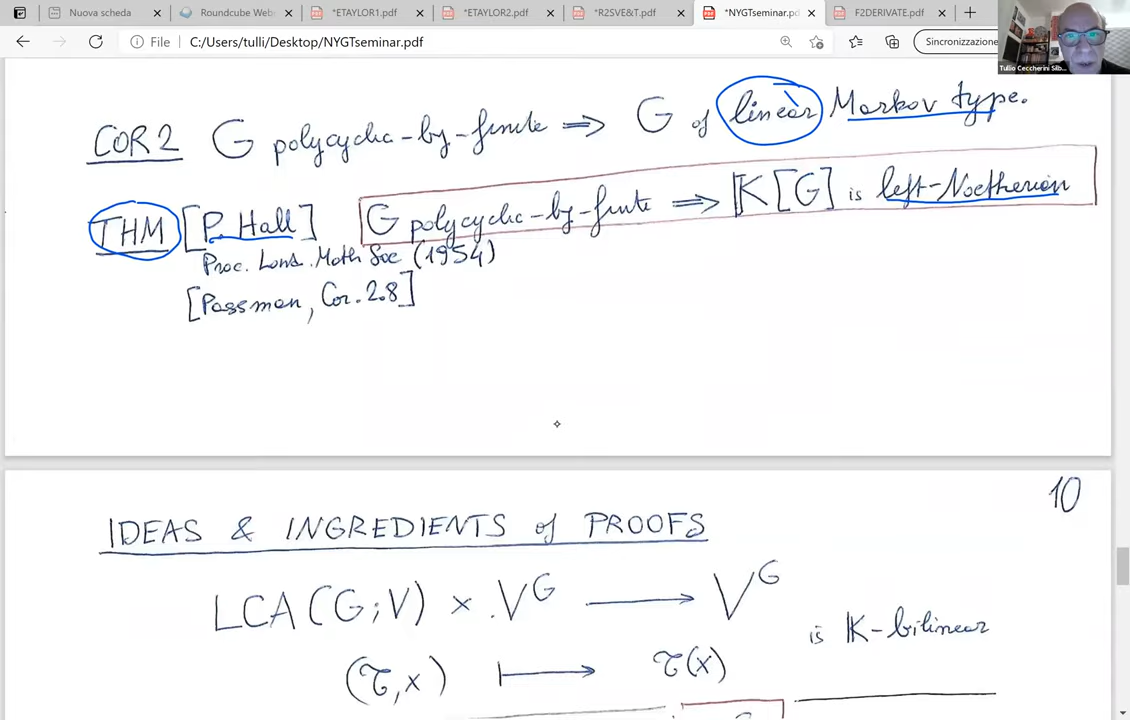 Nuova scheda
Roundcube Web
*ETAYLOR1.pdf
*ETAYLOR2.pdf
*R2SVE&T.pdf
*NYGTseminar.pd
F2DERIVATE.pdf
File
C:/Users/tulli/Desktop/NYGTseminar.pdf
Sincronizzazione
Tullio Ceccherini Silb...
COR 2 G polycyclic-by-finite ⟹ G of linear Markov type.
THM [P. Hall] G polycyclic-by-finite ⟹ K[G] is left-Noetherian
Proc. Lond. Math Soc (1954)
[Passman, Cor. 2.8]
10
IDEAS & INGREDIENTS of PROOFS
LCA(G;V) × V^G → V^G
is K-bilinear
(τ,x) ↦ τ(x)